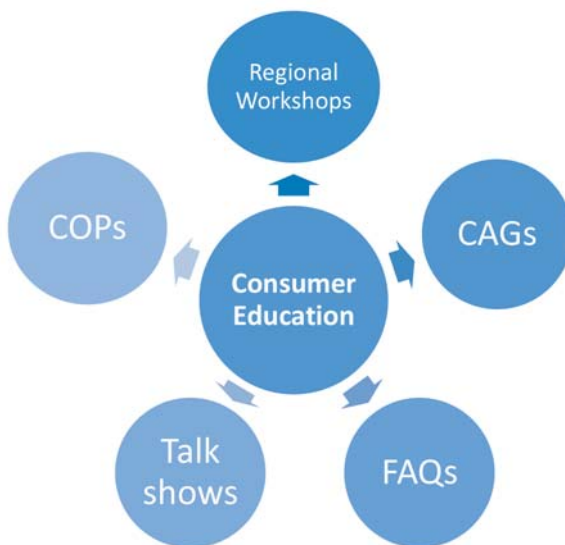 Regional
Workshops
COPs
CAGs
Consumer
Education
Talk
shows
FAQs